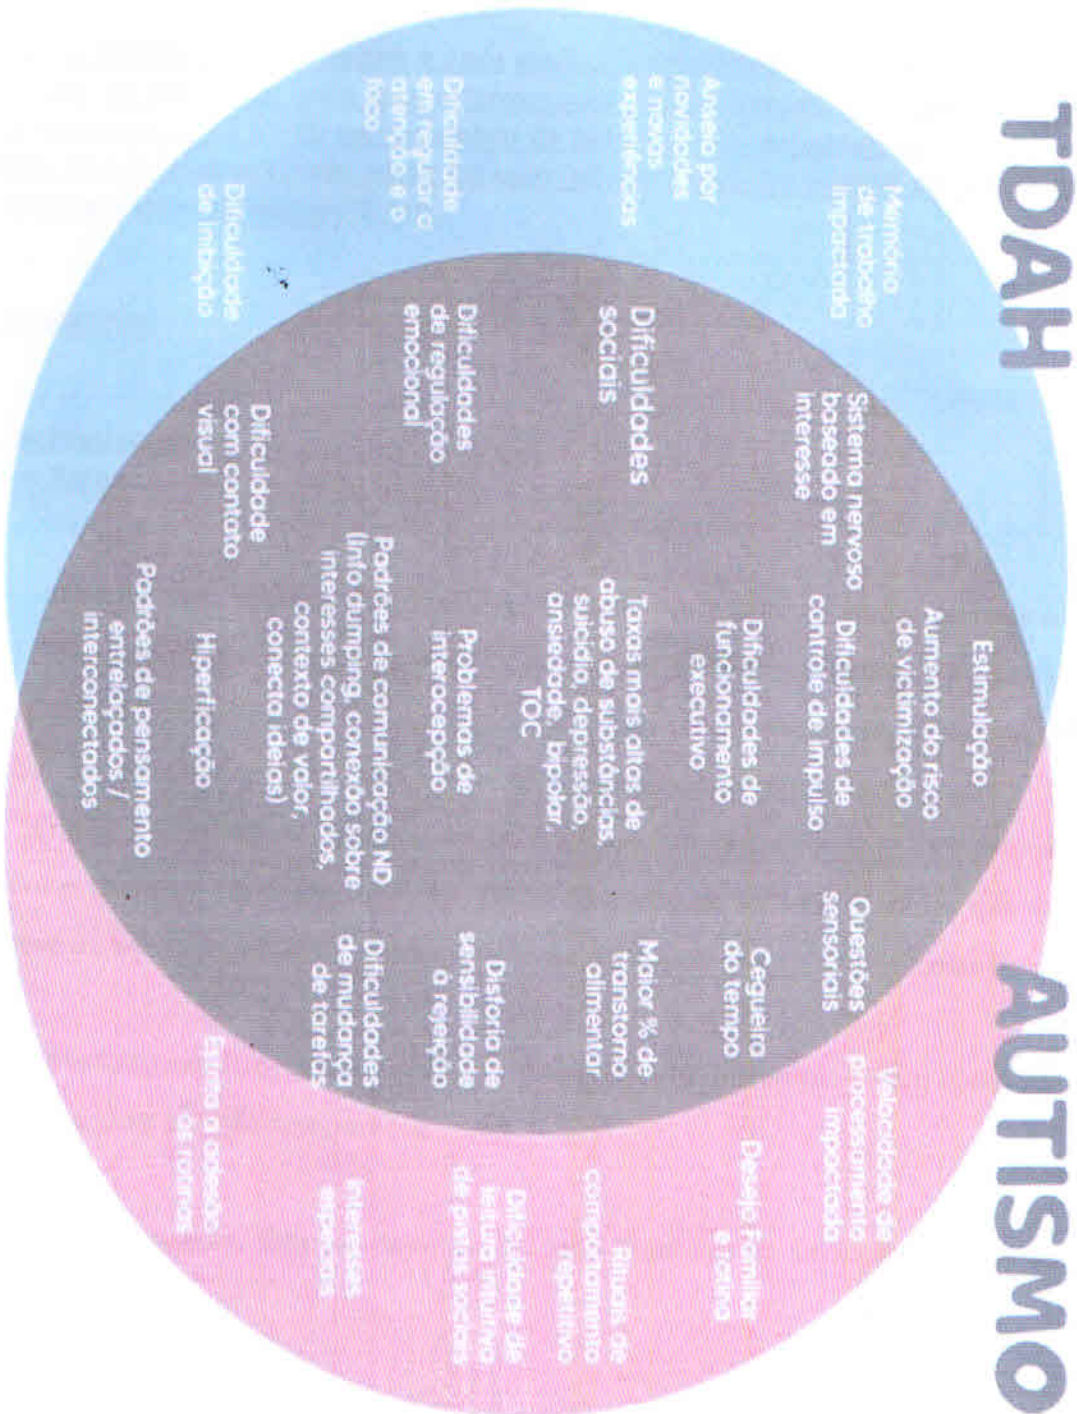 TDAH
AUTISMO
Memória
de trabalho
impactada
Anseio por
novidades
e novas
experiências
Dificuldade
em regular a
atenção e o
foco
Dificuldade
de inibição
Estimulação
Aumento do risco
de victimização
Sistema nervoso
baseado em
interesse
Dificuldades de
controle de impulso
Questões
sensoriais
Dificuldades
sociais
Dificuldades de
funcionamento
executivo
Cegueira
do tempo
Taxas mais altas de
abuso de substâncias,
suicídio, depressão,
ansiedade, bipolar,
TOC
Maior % de
transtorno
alimentar
Dificuldades
de regulação
emocional
Problemas de
interocepção
Disforia de
sensibilidade
à rejeição
Padrões de comunicação ND
(info dumping, conexão sobre
interesses compartilhados,
contexto de valor,
conecta ideias)
Dificuldades
de mudança
de tarefas
Dificuldade
com contato
visual
Hiperficação
Padrões de pensamento
entrelaçados /
interconectados
Velocidade de
processamento
impactada
Desejo Familiar
e rotina
Rituais de
comportamento
repetitivo
Dificuldade de
leitura intuitiva
de pistas sociais
Interesses
especiais
Estrita a adesão
às rotinas